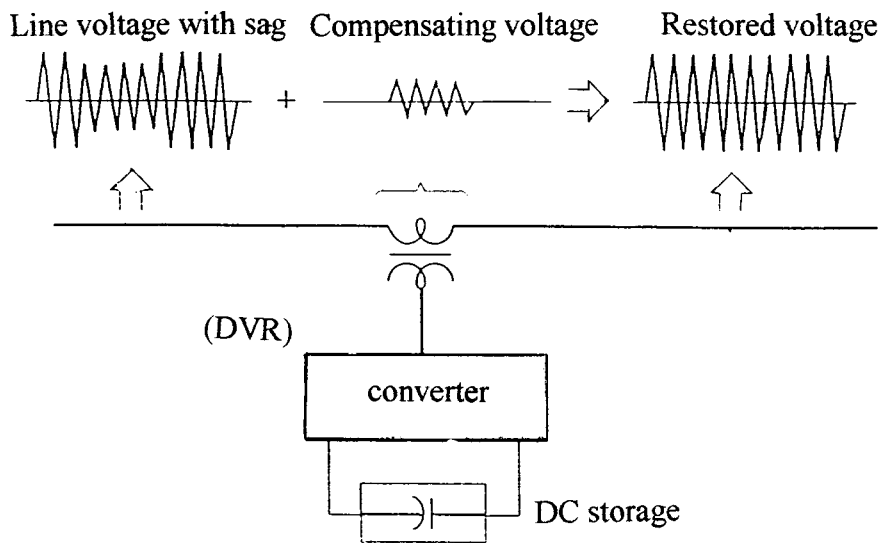 Line voltage with sag
Compensating voltage
Restored voltage
+
(DVR)
converter
DC storage